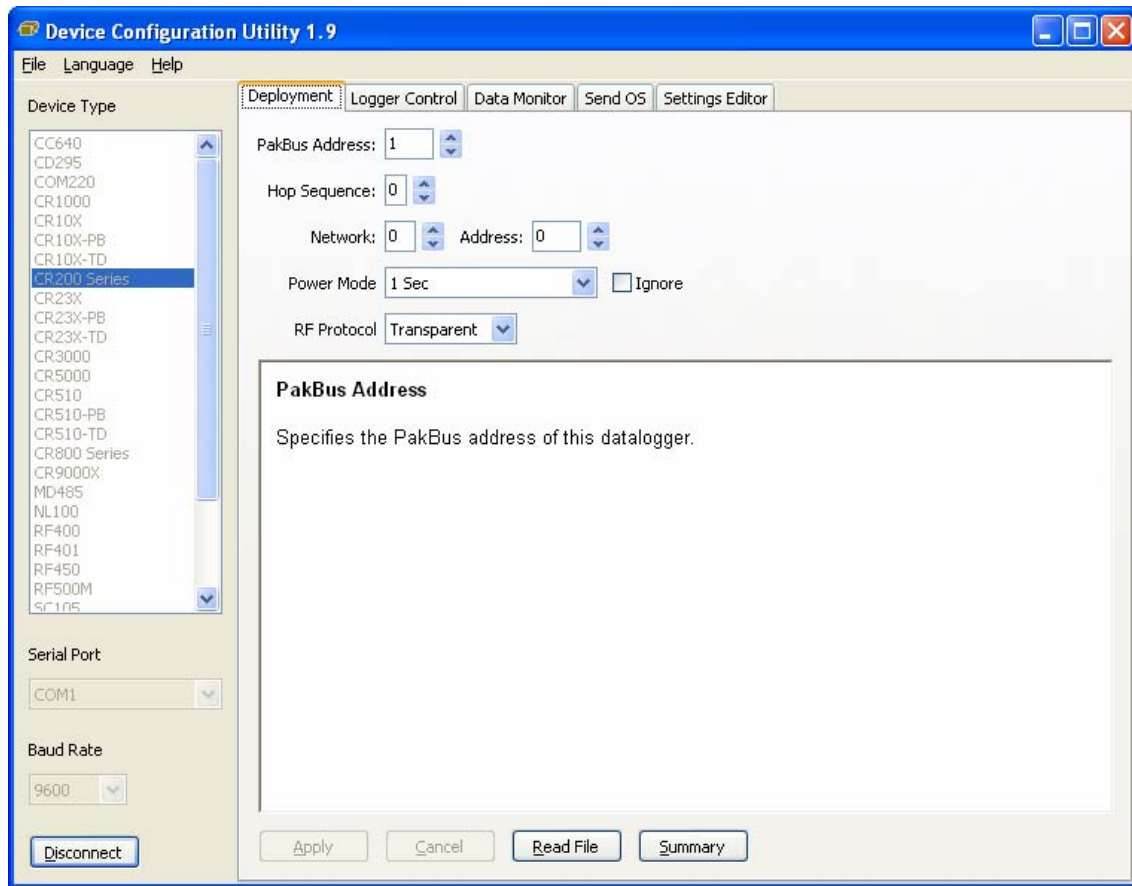 Device Configuration Utility 1.9
File Language Help
Device Type
CC640
CD295
COM220
CR1000
CR10X
CR10X-PB
CR10X-TD
CR200 Series
CR23X
CR23X-PB
CR23X-TD
CR3000
CR5000
CR510
CR510-PB
CR510-TD
CR800 Series
CR9000X
MD485
NL100
RF400
RF401
RF450
RF500M
SC105
Serial Port
COM1
Baud Rate
9600
Disconnect
Deployment Logger Control Data Monitor Send OS Settings Editor
PakBus Address: 1
Hop Sequence: 0
Network: 0 Address: 0
Power Mode 1 Sec Ignore
RF Protocol Transparent
PakBus Address
Specifies the PakBus address of this datalogger.
Apply Cancel Read File Summary